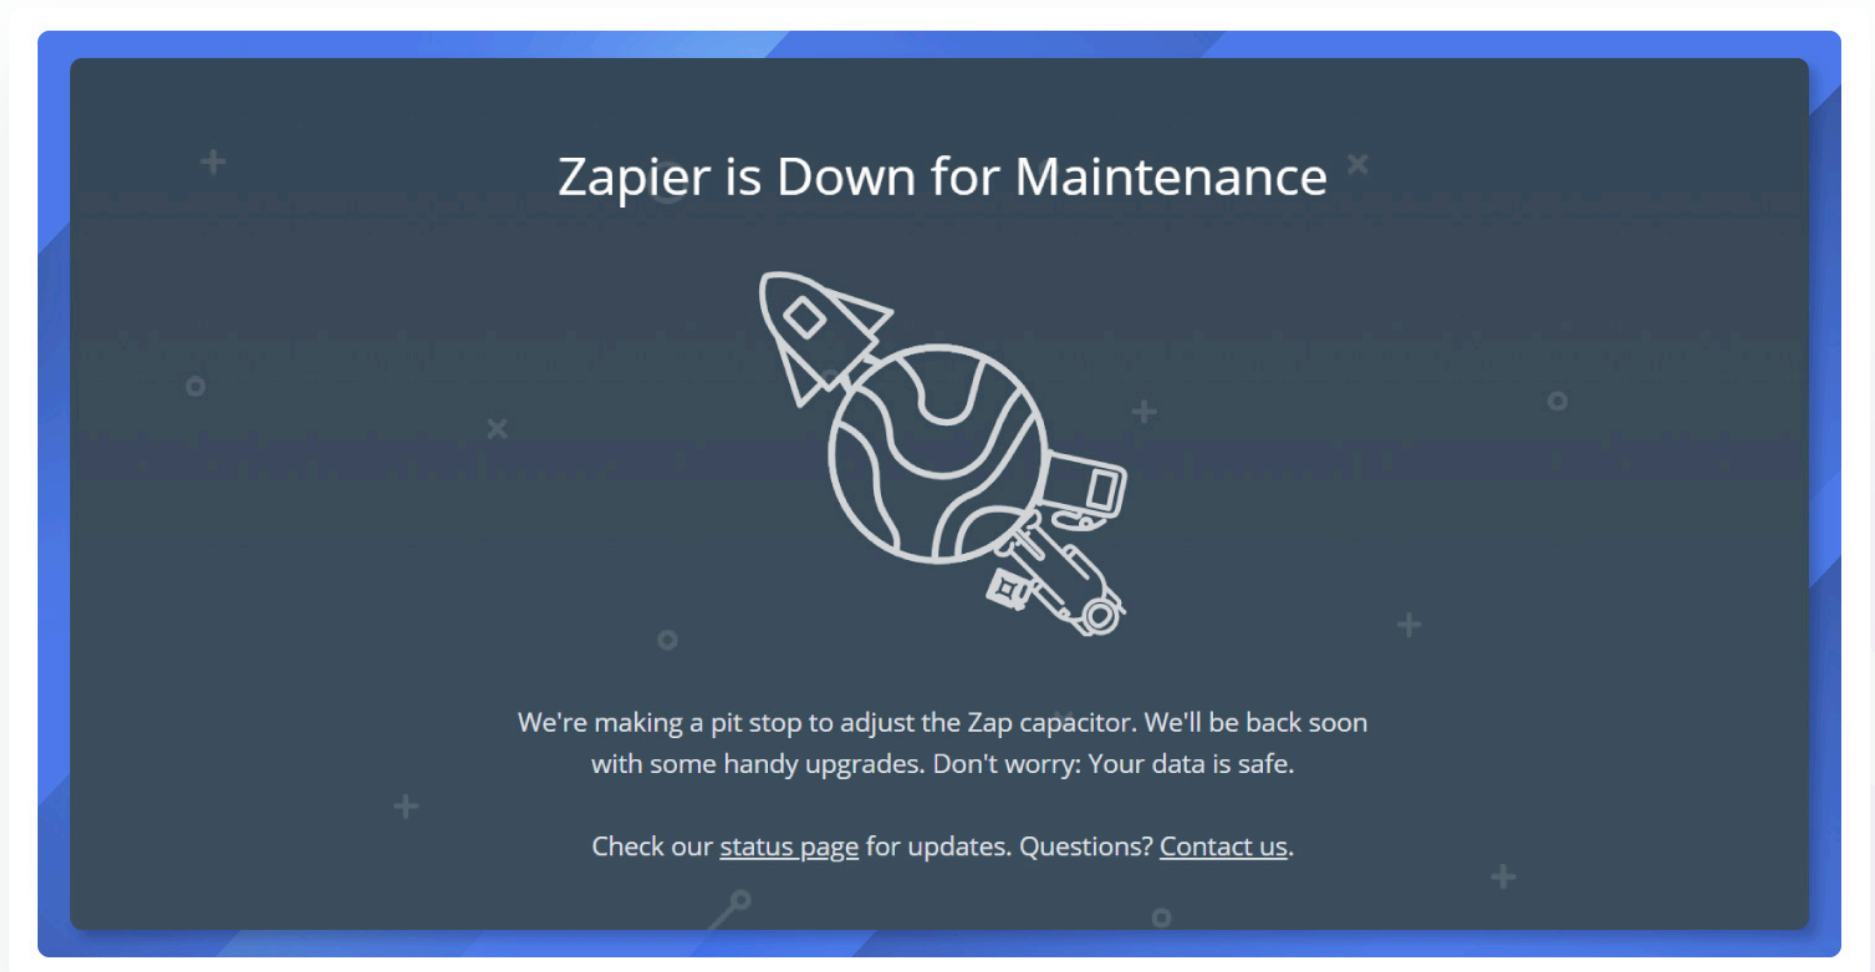 Zapier is Down for Maintenance
We're making a pit stop to adjust the Zap capacitor. We'll be back soon
with some handy upgrades. Don't worry: Your data is safe.
Check our status page for updates. Questions? Contact us.